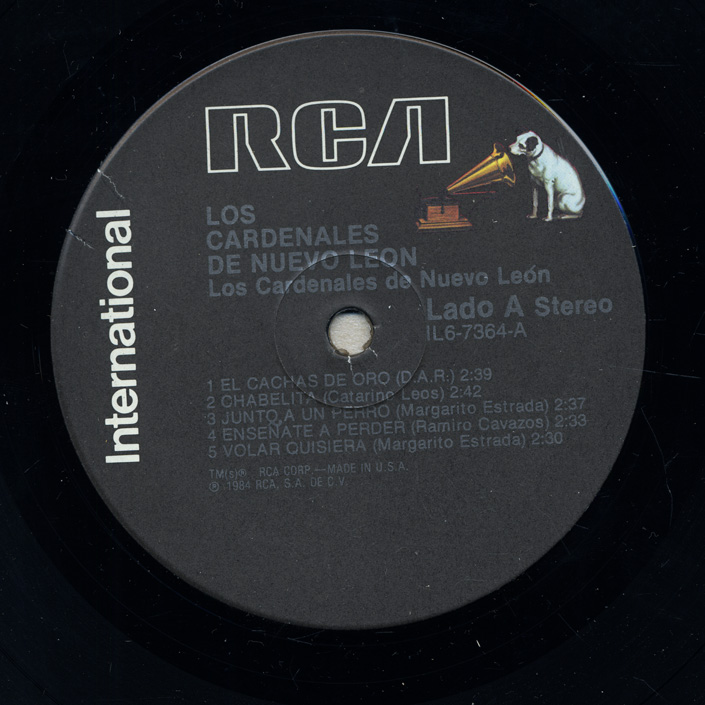 RCA
International
LOS
CARDENALES
DE NUEVO LEON
Los Cardenales de Nuevo León
Lado A Stereo
IL6-7364-A
1 EL CACHAS DE ORO (D.A.R.) 2:39
2 CHABELITA (Catarino Leos) 2:42
3 JUNTO A UN PERRO (Margarito Estrada) 2:37
4 ENSEÑATE A PERDER (Ramiro Cavazos) 2:33
5 VOLAR QUISIERA (Margarito Estrada) 2:30
TM(s)® RCA CORP.—MADE IN U.S.A.
℗ 1984 RCA, S.A. DE C.V.